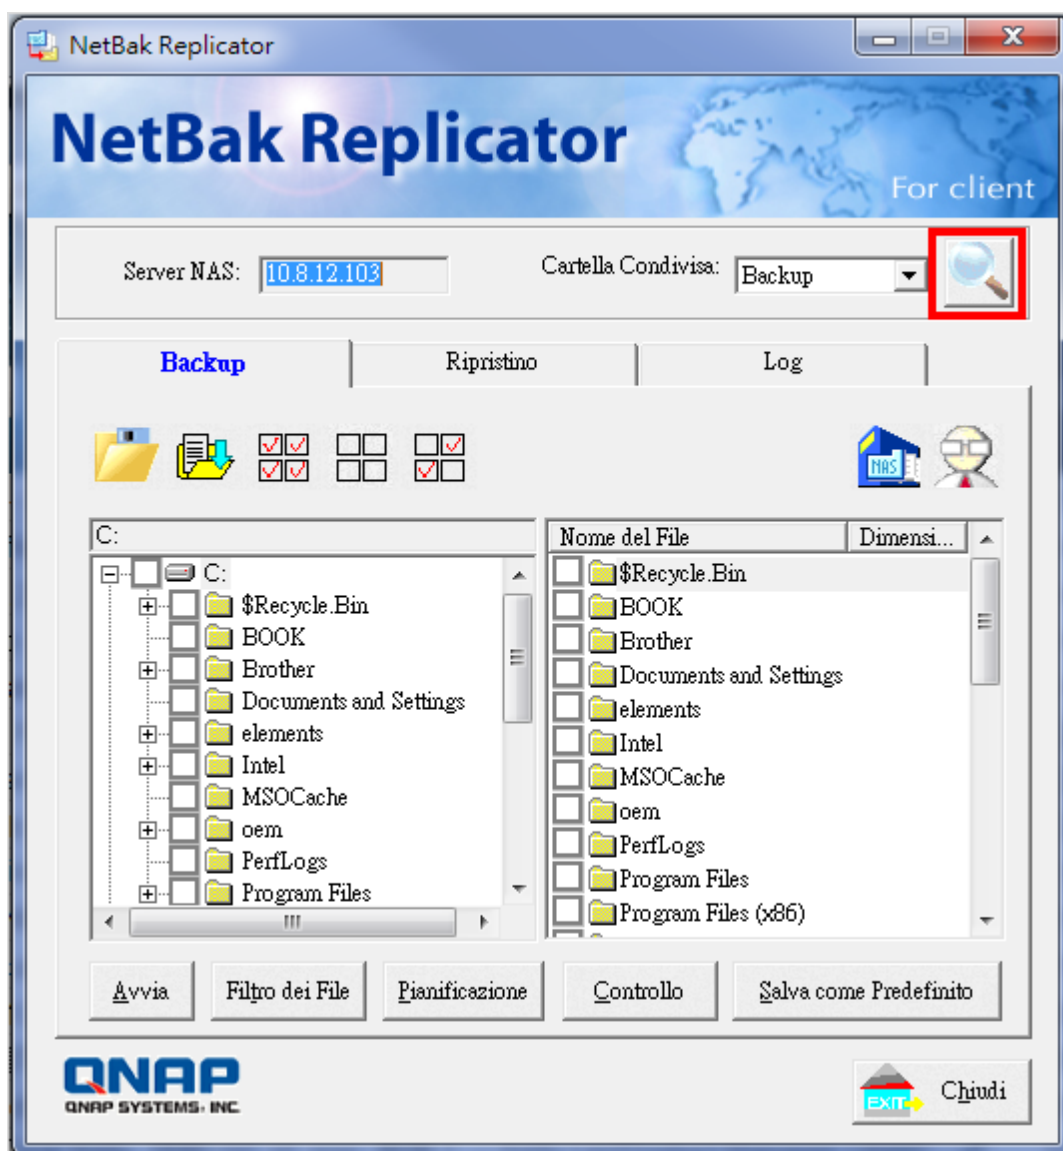 NetBak Replicator
NetBak Replicator
For client
Server NAS: 10.8.12.103 Cartella Condivisa: Backup
Backup Ripristino Log
NAS
C:
C:
$Recycle.Bin
BOOK
Brother
Documents and Settings
elements
Intel
MSOCache
oem
PerfLogs
Program Files
Nome del File Dimensi...
$Recycle.Bin
BOOK
Brother
Documents and Settings
elements
Intel
MSOCache
oem
PerfLogs
Program Files
Program Files (x86)
Avvia Filtro dei File Pianificazione Controllo Salva come Predefinito
QNAP
QNAP SYSTEMS, INC.
EXIT Chiudi